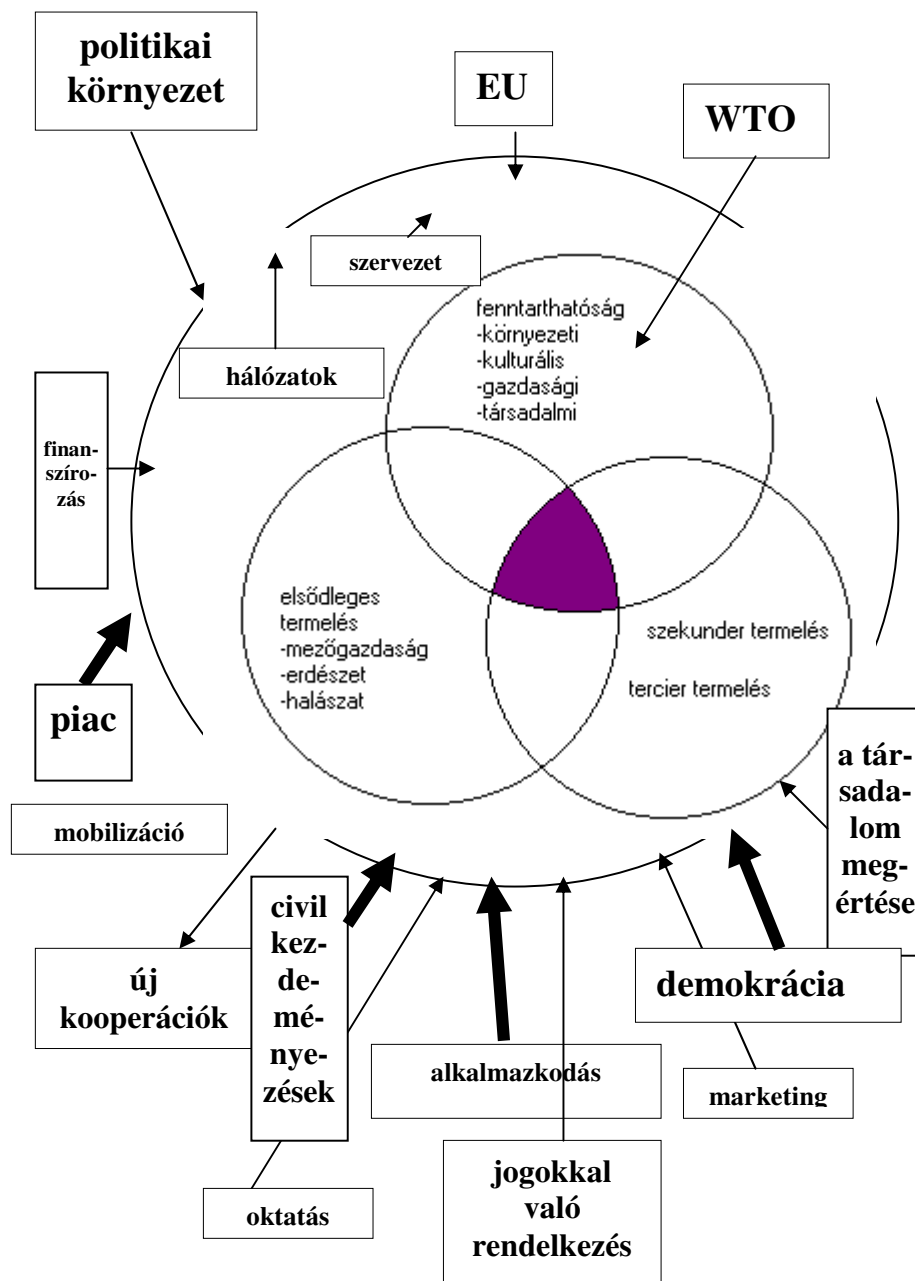 politikai
környezet
EU
WTO
szervezet
hálózatok
fenntarthatóság
-környezeti
-kulturális
-gazdasági
-társadalmi
finan-
szíro-
zás
elsődleges
termelés
-mezőgazdaság
-erdészet
-halászat
szekunder termelés
tercier termelés
piac
a tár-
sada-
lom
meg-
értése
mobilizáció
új
kooperációk
civil
kez-
de-
mé-
nye-
zések
demokrácia
alkalmazkodás
marketing
oktatás
jogokkal
való
rendelkezés